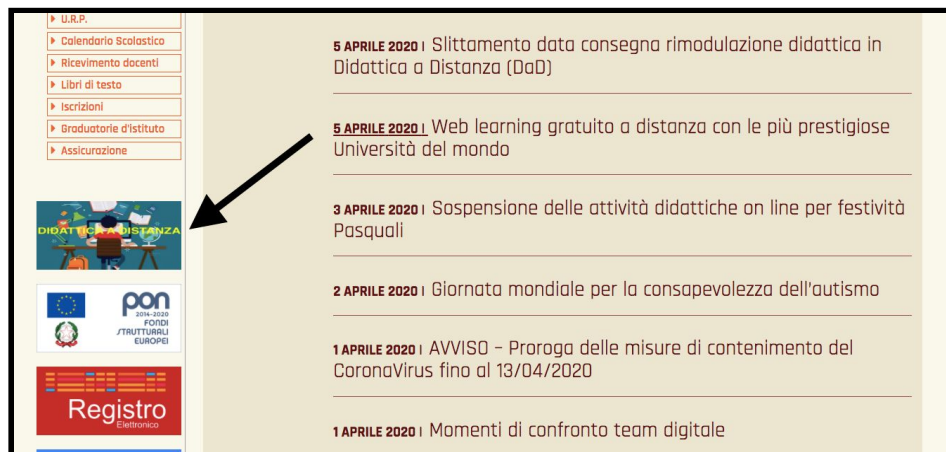 U.R.P.
Calendario Scolastico
Ricevimento docenti
Libri di testo
Iscrizioni
Graduatorie d'istituto
Assicurazione
DIDATTICA A DISTANZA
pon
2014-2020
FONDI
STRUTTURALI
EUROPEI
Registro
Elettronico
5 APRILE 2020 | Slittamento data consegna rimodulazione didattica in
Didattica a Distanza (DaD)
5 APRILE 2020 | Web learning gratuito a distanza con le più prestigiose
Università del mondo
3 APRILE 2020 | Sospensione delle attività didattiche on line per festività
Pasquali
2 APRILE 2020 | Giornata mondiale per la consapevolezza dell'autismo
1 APRILE 2020 | AVVISO – Proroga delle misure di contenimento del
CoronaVirus fino al 13/04/2020
1 APRILE 2020 | Momenti di confronto team digitale